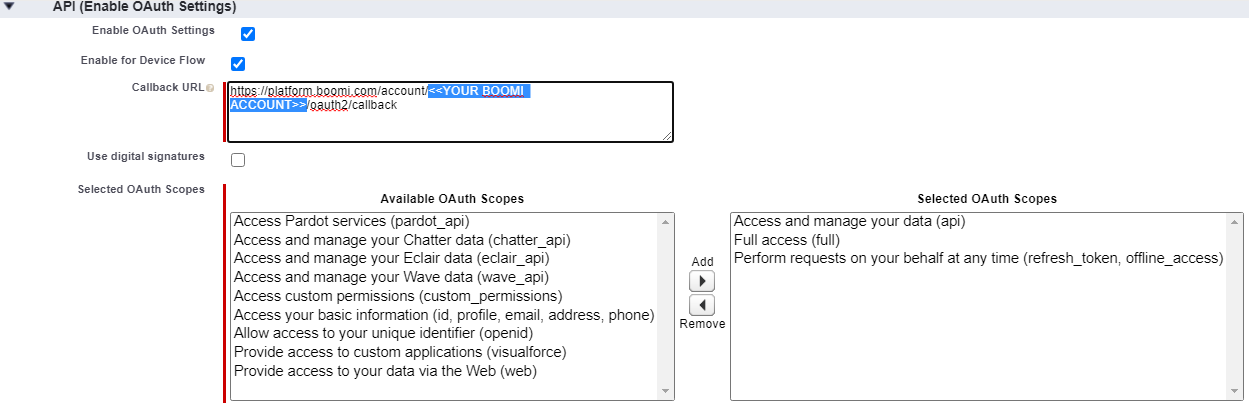 API (Enable OAuth Settings)
Enable OAuth Settings
Enable for Device Flow
Callback URL
https://platform.boomi.com/account/<<YOUR BOOMI
ACCOUNT>>/oauth2/callback
Use digital signatures
Selected OAuth Scopes
Available OAuth Scopes
Access Pardot services (pardot_api)
Access and manage your Chatter data (chatter_api)
Access and manage your Eclair data (eclair_api)
Access and manage your Wave data (wave_api)
Access custom permissions (custom_permissions)
Access your basic information (id, profile, email, address, phone)
Allow access to your unique identifier (openid)
Provide access to custom applications (visualforce)
Provide access to your data via the Web (web)
Add
Remove
Selected OAuth Scopes
Access and manage your data (api)
Full access (full)
Perform requests on your behalf at any time (refresh_token, offline_access)